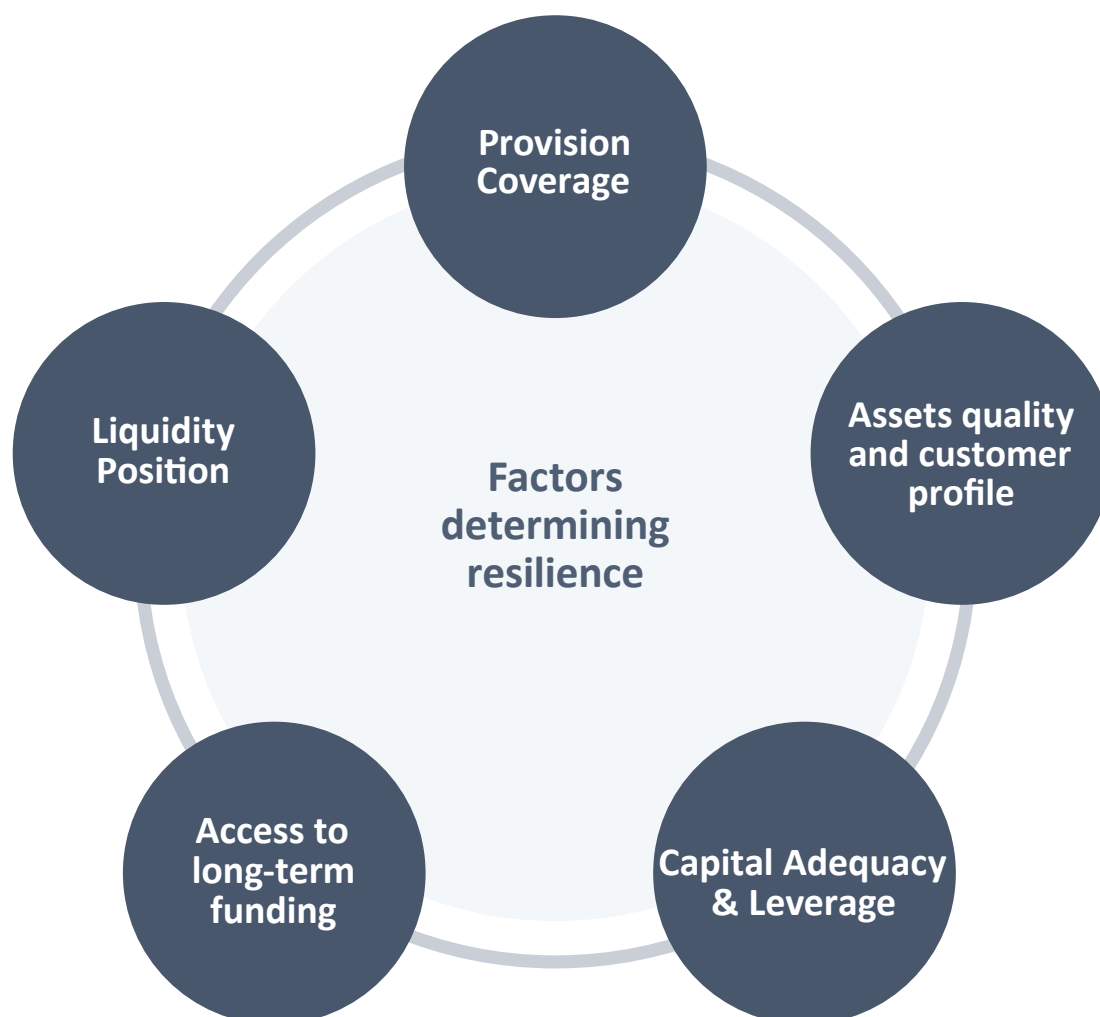 Provision
Coverage
Assets quality
and customer
profile
Capital Adequacy
& Leverage
Access to
long-term
funding
Liquidity
Position
Factors
determining
resilience